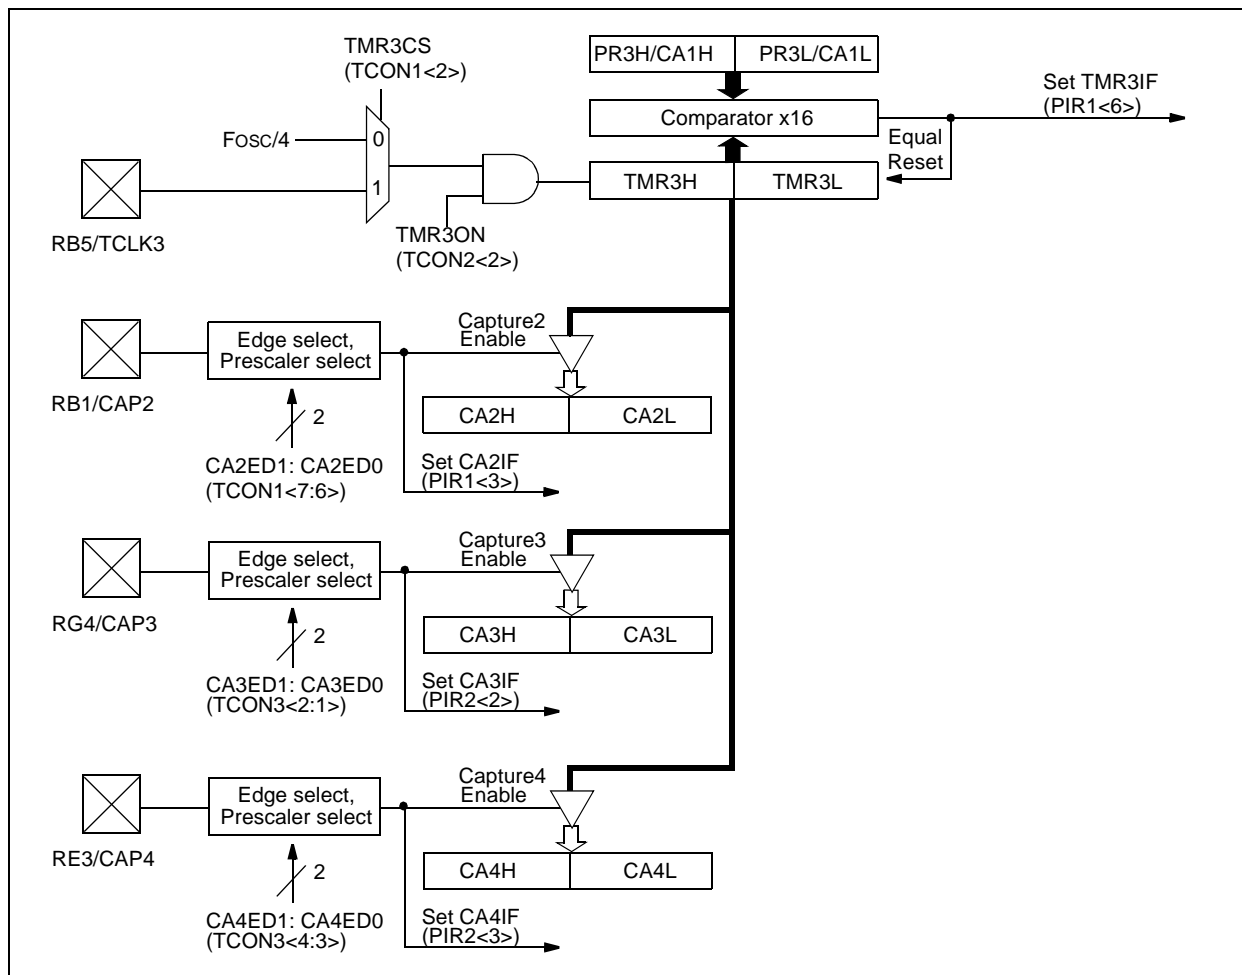 TMR3CS
(TCON1<2>)
PR3H/CA1H PR3L/CA1L
Set TMR3IF
(PIR1<6>)
Comparator x16
FOSC/4
0
Equal
Reset
1
TMR3H TMR3L
RB5/TCLK3
TMR3ON
(TCON2<2>)
Capture2
Enable
Edge select,
Prescaler select
RB1/CAP2
2
CA2H CA2L
CA2ED1: CA2ED0
(TCON1<7:6>)
Set CA2IF
(PIR1<3>)
Capture3
Enable
Edge select,
Prescaler select
RG4/CAP3
2
CA3H CA3L
CA3ED1: CA3ED0
(TCON3<2:1>)
Set CA3IF
(PIR2<2>)
Capture4
Enable
Edge select,
Prescaler select
RE3/CAP4
2
CA4H CA4L
CA4ED1: CA4ED0
(TCON3<4:3>)
Set CA4IF
(PIR2<3>)